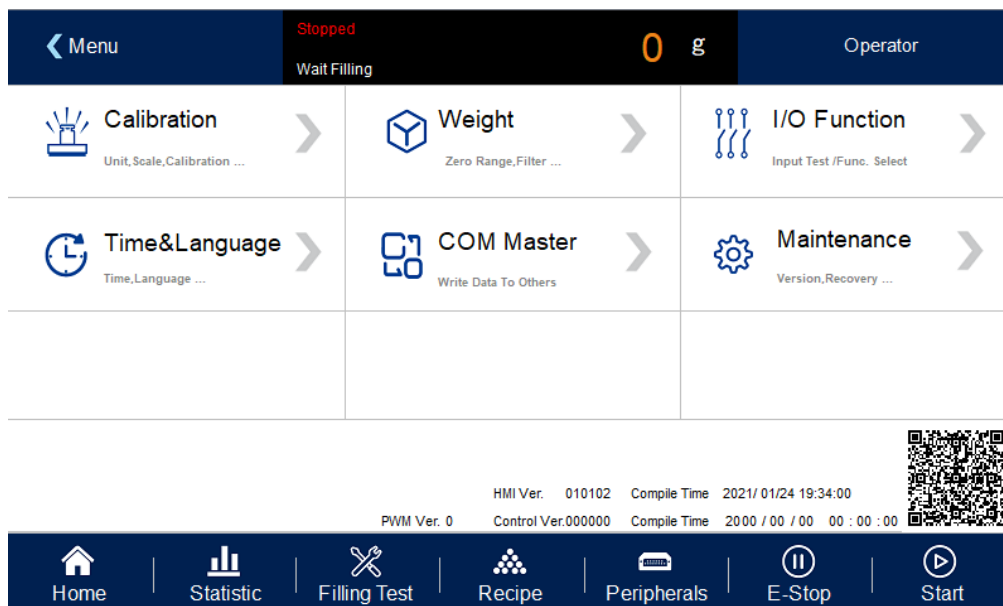 Menu
Stopped
Wait Filling
0 g
Operator
Calibration
Unit,Scale,Calibration ...
Weight
Zero Range,Filter ...
I/O Function
Input Test /Func. Select
Time&Language
Time,Language ...
COM Master
Write Data To Others
Maintenance
Version,Recovery ...
HMI Ver. 010102 Compile Time 2021/ 01/24 19:34:00
PWM Ver. 0 Control Ver.000000 Compile Time 2000 / 00 / 00 00 : 00 : 00
Home
Statistic
Filling Test
Recipe
Peripherals
E-Stop
Start